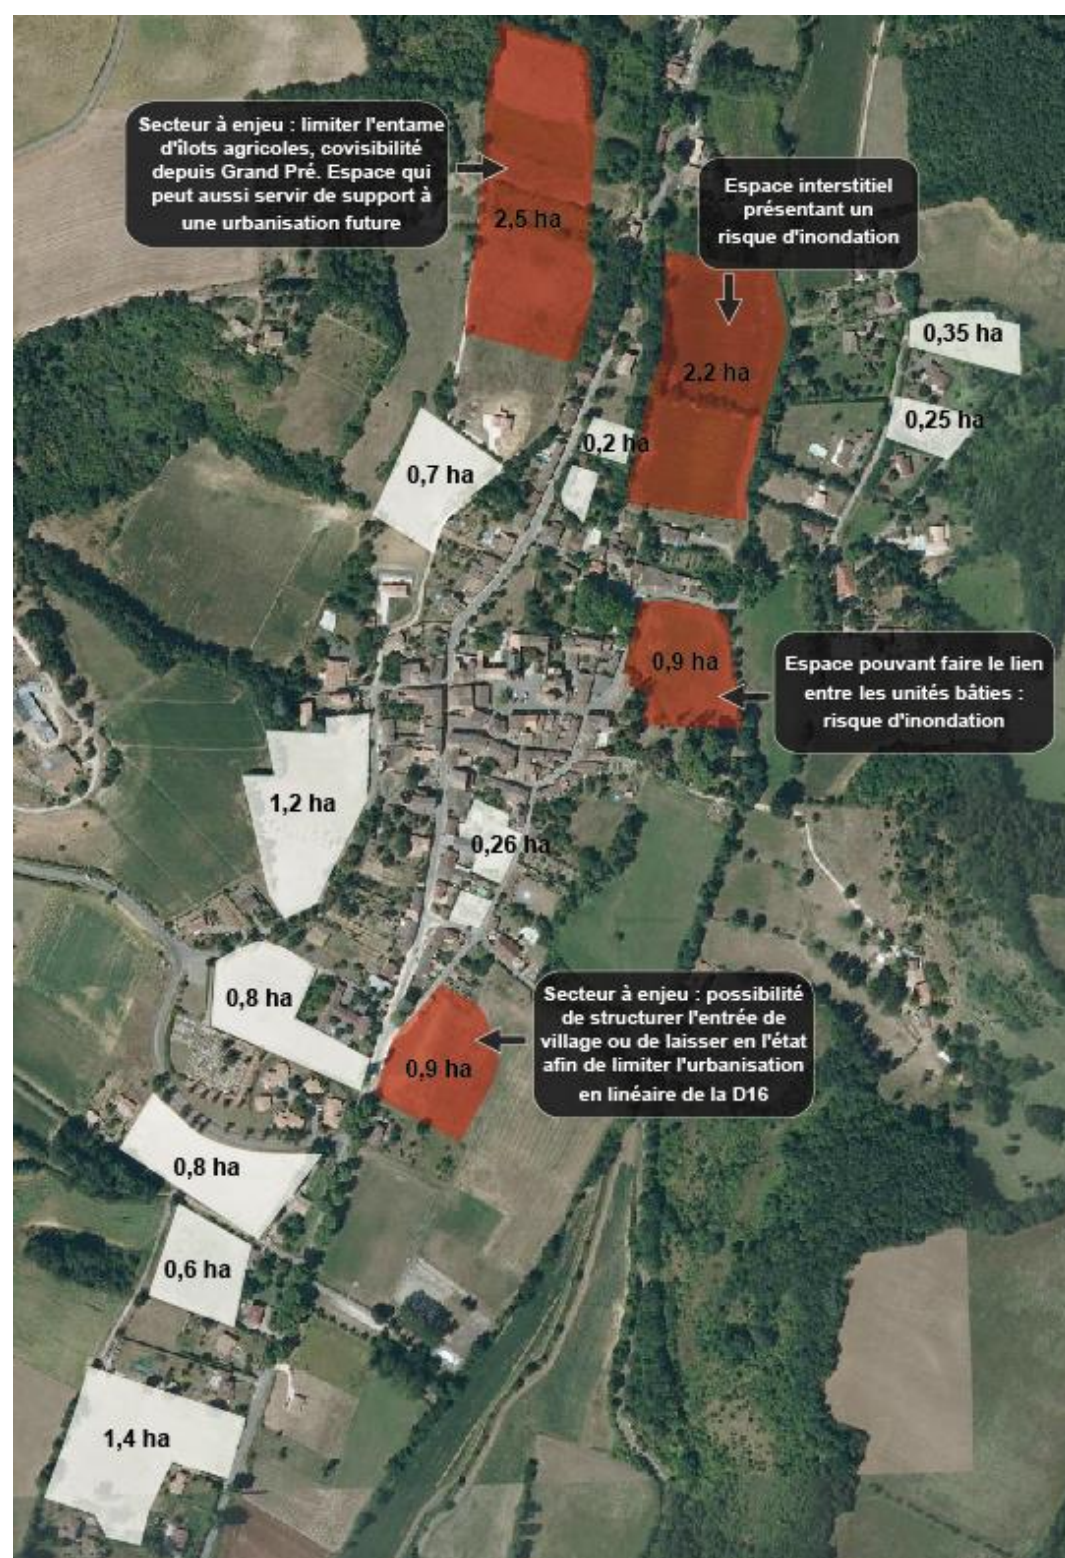 Secteur à enjeu : limiter l'entame
d'îlots agricoles, covisibilité
depuis Grand Pré. Espace qui
peut aussi servir de support à
une urbanisation future
2,5 ha
Espace interstitiel
présentant un
risque d'inondation
0,35 ha
2,2 ha
0,25 ha
0,2 ha
0,7 ha
0,9 ha
Espace pouvant faire le lien
entre les unités bâties :
risque d'inondation
1,2 ha
0,26 ha
0,8 ha
Secteur à enjeu : possibilité
de structurer l'entrée de
village ou de laisser en l'état
afin de limiter l'urbanisation
en linéaire de la D16
0,9 ha
0,8 ha
0,6 ha
1,4 ha